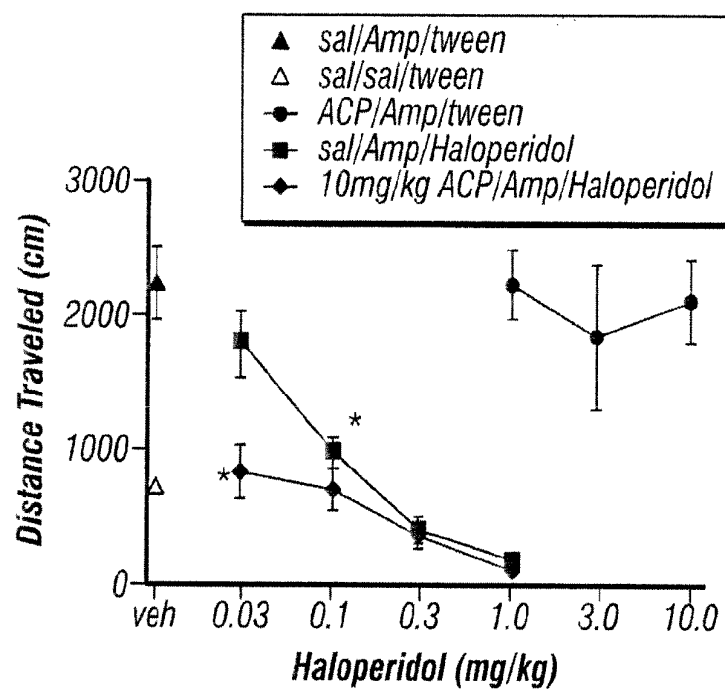 sal/Amp/tween
sal/sal/tween
ACP/Amp/tween
sal/Amp/Haloperidol
10mg/kg ACP/Amp/Haloperidol
3000
2000
1000
0
Distance Traveled (cm)
*
*
veh 0.03 0.1 0.3 1.0 3.0 10.0
Haloperidol (mg/kg)